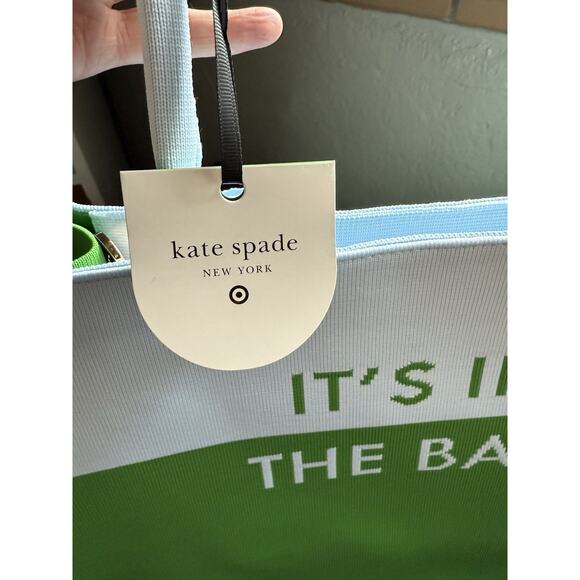 kate spade
NEW YORK
IT'S I
THE BA